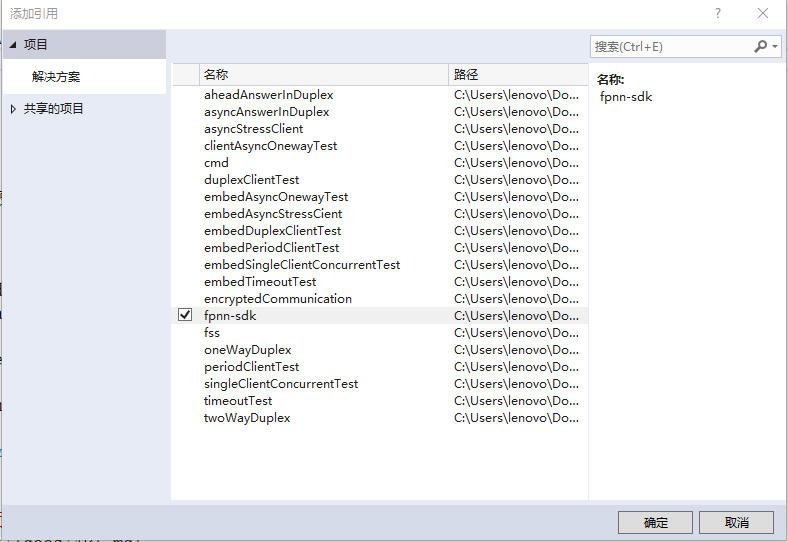 添加引用
项目
解决方案
共享的项目
搜索(Ctrl+E)
名称 路径
aheadAnswerInDuplex C:\Users\lenovo\Do...
asyncAnswerInDuplex C:\Users\lenovo\Do...
asyncStressClient C:\Users\lenovo\Do...
clientAsyncOnewayTest C:\Users\lenovo\Do...
cmd C:\Users\lenovo\Do...
duplexClientTest C:\Users\lenovo\Do...
embedAsyncOnewayTest C:\Users\lenovo\Do...
embedAsyncStressCient C:\Users\lenovo\Do...
embedDuplexClientTest C:\Users\lenovo\Do...
embedPeriodClientTest C:\Users\lenovo\Do...
embedSingleClientConcurrentTest C:\Users\lenovo\Do...
embedTimeoutTest C:\Users\lenovo\Do...
encryptedCommunication C:\Users\lenovo\Do...
fpnn-sdk C:\Users\lenovo\Do...
fss C:\Users\lenovo\Do...
oneWayDuplex C:\Users\lenovo\Do...
periodClientTest C:\Users\lenovo\Do...
singleClientConcurrentTest C:\Users\lenovo\Do...
timeoutTest C:\Users\lenovo\Do...
twoWayDuplex C:\Users\lenovo\Do...
名称:
fpnn-sdk
确定 取消